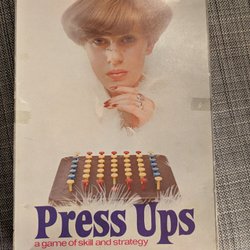 Press Ups
a game of skill and strategy